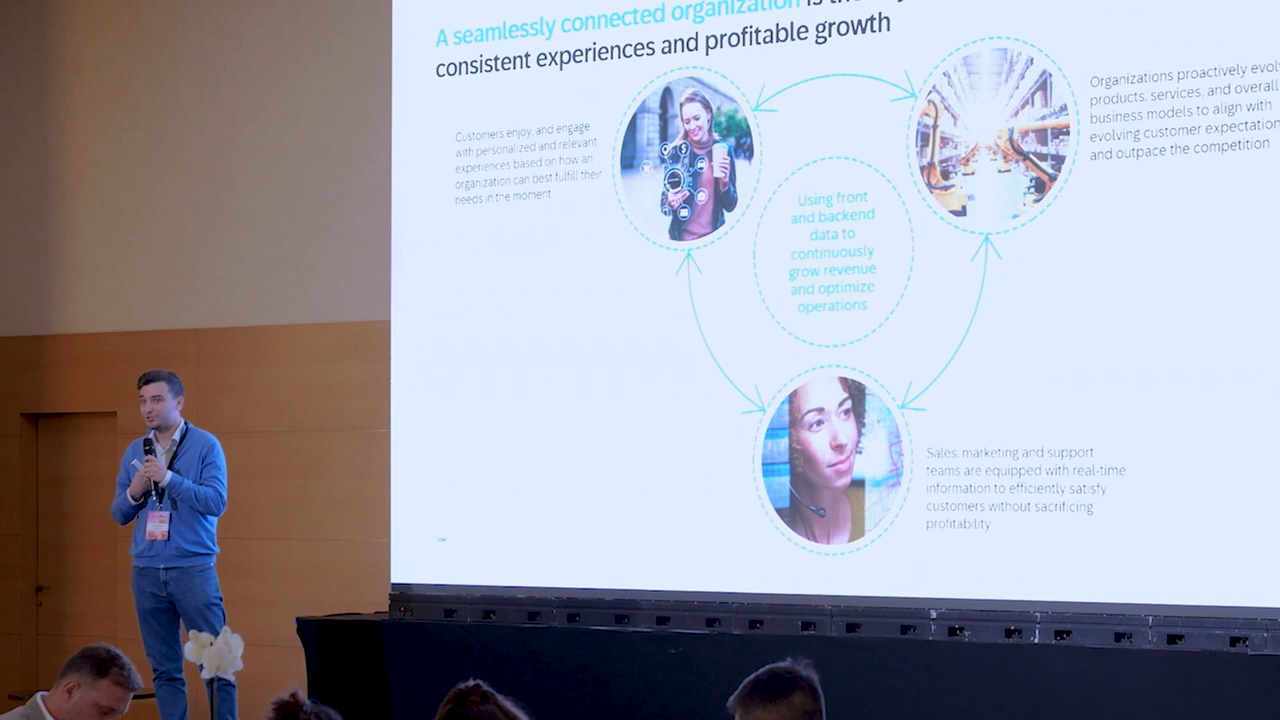 A seamlessly connected organization is
consistent experiences and profitable growth
Customers enjoy, and engage
with personalized and relevant
experiences based on how an
organization can best fulfill their
needs in the moment
Using front
and backend
data to
continuously
grow revenue
and optimize
operations
Organizations proactively
products, services, and overall
business models to align with
evolving customer
and outpace the competition
Sales, marketing and support
teams are equipped with real-time
information to efficiently satisfy
customers without sacrificing
profitability